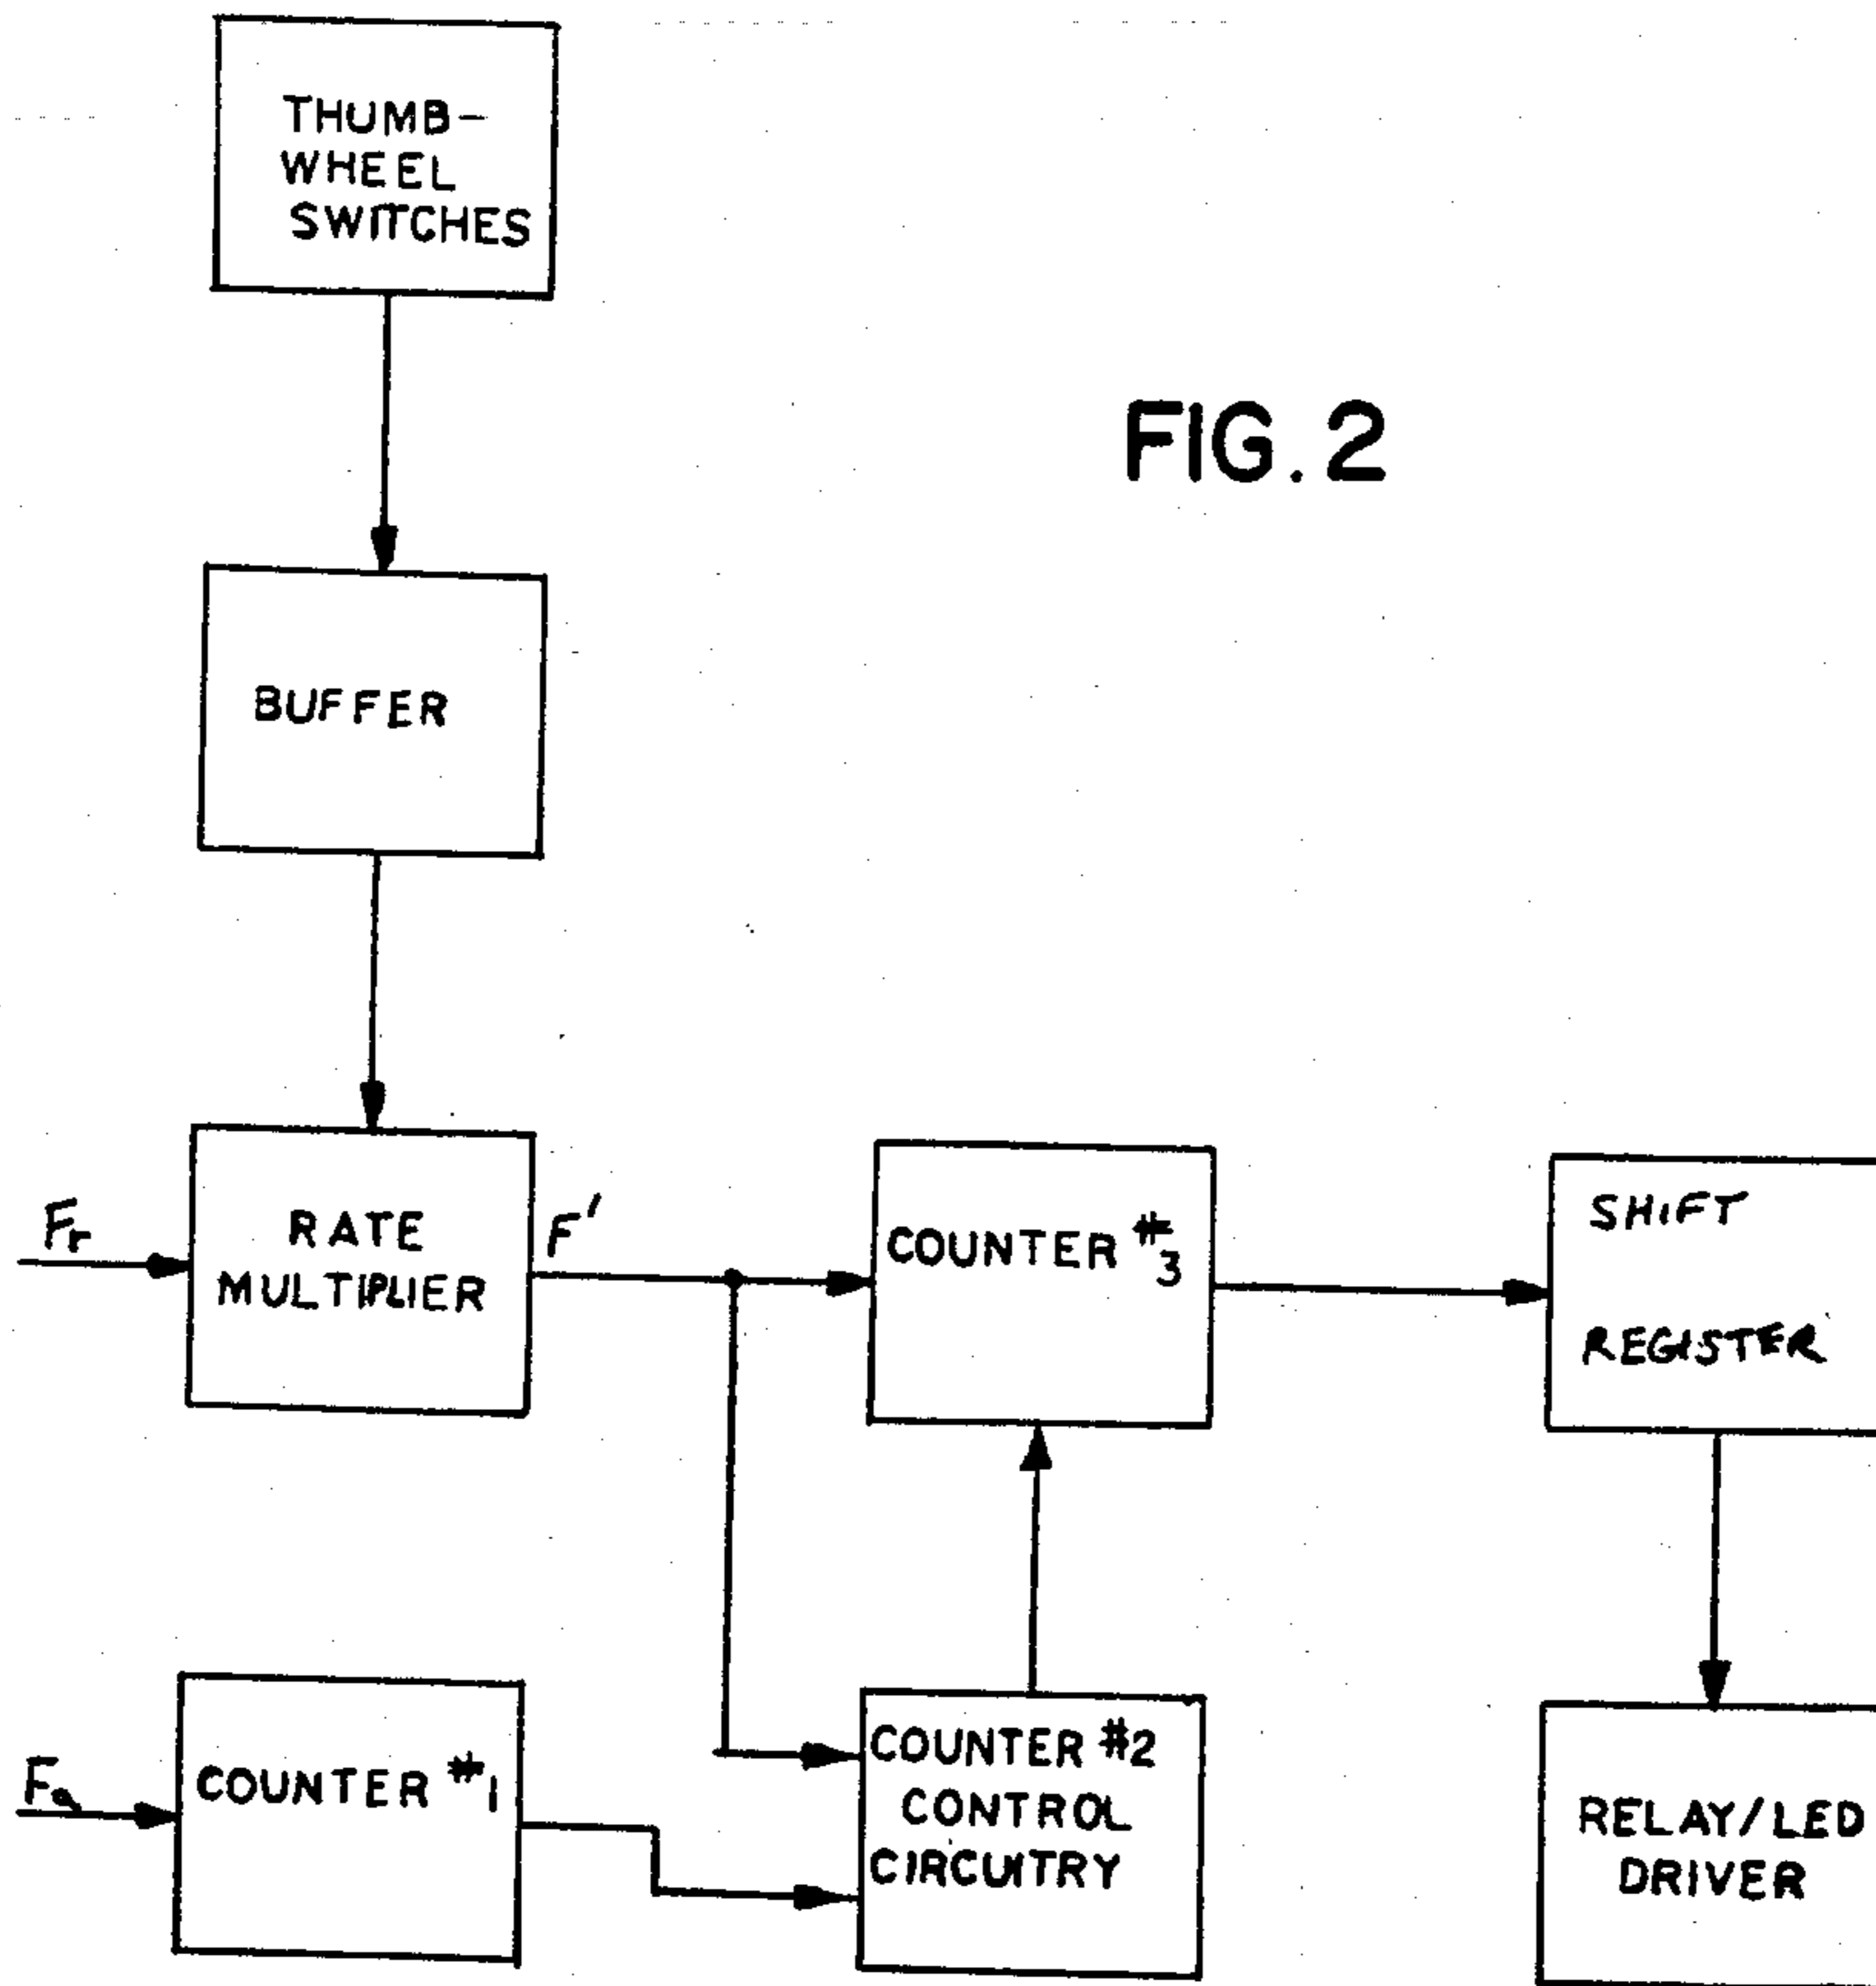 THUMB-
WHEEL
SWITCHES
FIG. 2
BUFFER
Fr
RATE
MULTIPLIER
F'
COUNTER #3
SHIFT
REGISTER
Fa
COUNTER #1
COUNTER #2
CONTROL
CIRCUITRY
RELAY/LED
DRIVER